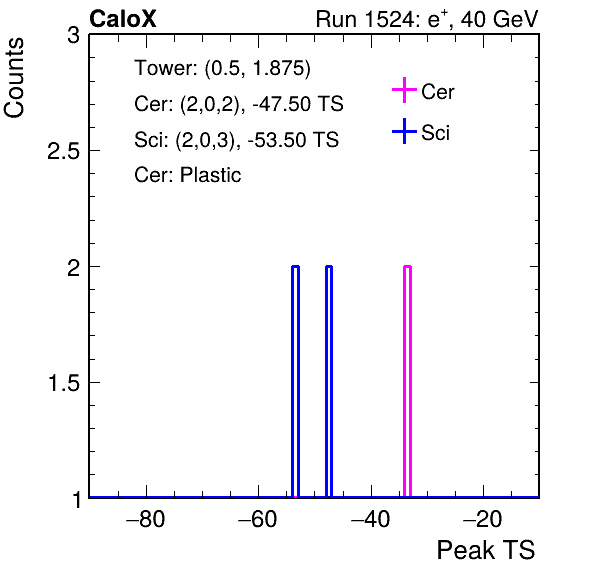 CaloX Run 1524: e⁺, 40 GeV
Counts
3
2.5
2
1.5
1
Tower: (0.5, 1.875)
Cer: (2,0,2), -47.50 TS
Sci: (2,0,3), -53.50 TS
Cer: Plastic
Cer
Sci
−80 −60 −40 −20
Peak TS